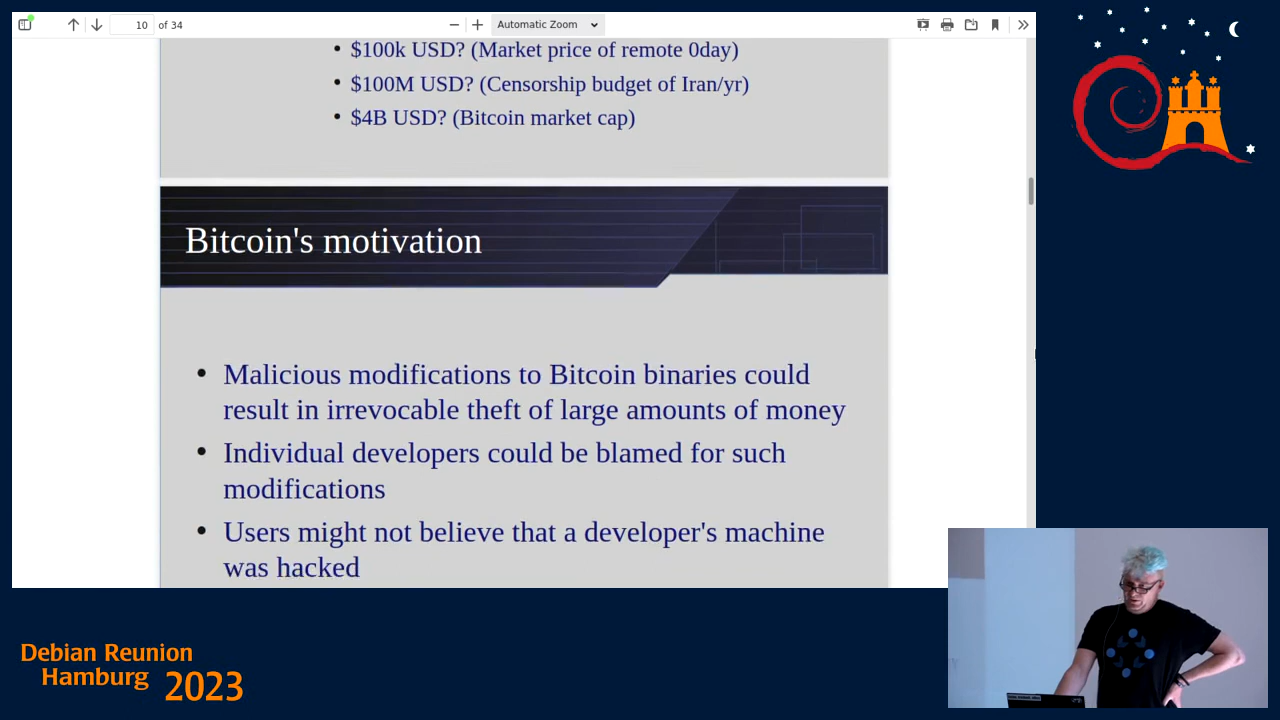 10 of 34
Automatic Zoom
• $100k USD? (Market price of remote 0day)
• $100M USD? (Censorship budget of Iran/yr)
• $4B USD? (Bitcoin market cap)
Bitcoin's motivation
• Malicious modifications to Bitcoin binaries could
result in irrevocable theft of large amounts of money
• Individual developers could be blamed for such
modifications
• Users might not believe that a developer's machine
was hacked
Debian Reunion
Hamburg 2023